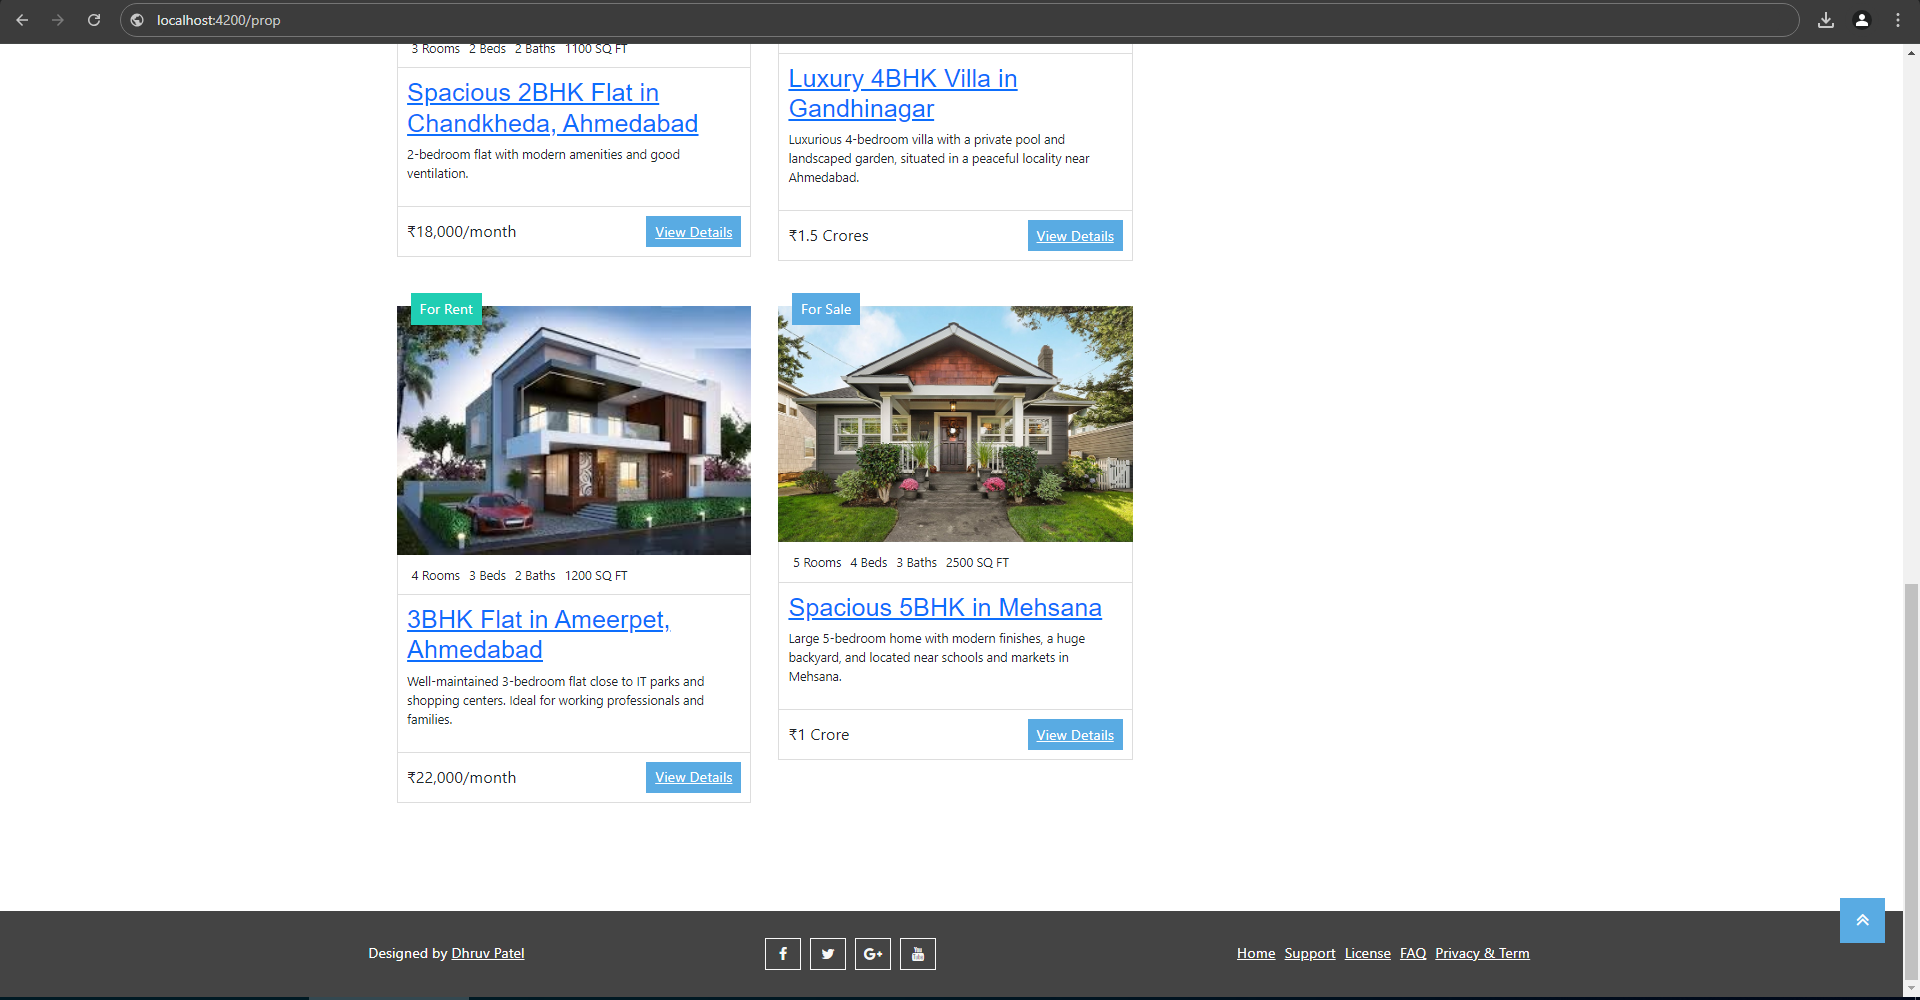 localhost:4200/prop
3 Rooms 2 Beds 2 Baths 1100 SQ FT
Spacious 2BHK Flat in
Chandkheda, Ahmedabad
2-bedroom flat with modern amenities and good
ventilation.
₹18,000/month
View Details
Luxury 4BHK Villa in
Gandhinagar
Luxurious 4-bedroom villa with a private pool and
landscaped garden, situated in a peaceful locality near
Ahmedabad.
₹1.5 Crores
View Details
For Rent
4 Rooms 3 Beds 2 Baths 1200 SQ FT
3BHK Flat in Ameerpet,
Ahmedabad
Well-maintained 3-bedroom flat close to IT parks and
shopping centers. Ideal for working professionals and
families.
₹22,000/month
View Details
For Sale
5 Rooms 4 Beds 3 Baths 2500 SQ FT
Spacious 5BHK in Mehsana
Large 5-bedroom home with modern finishes, a huge
backyard, and located near schools and markets in
Mehsana.
₹1 Crore
View Details
Designed by Dhruv Patel
Home Support License FAQ Privacy & Term